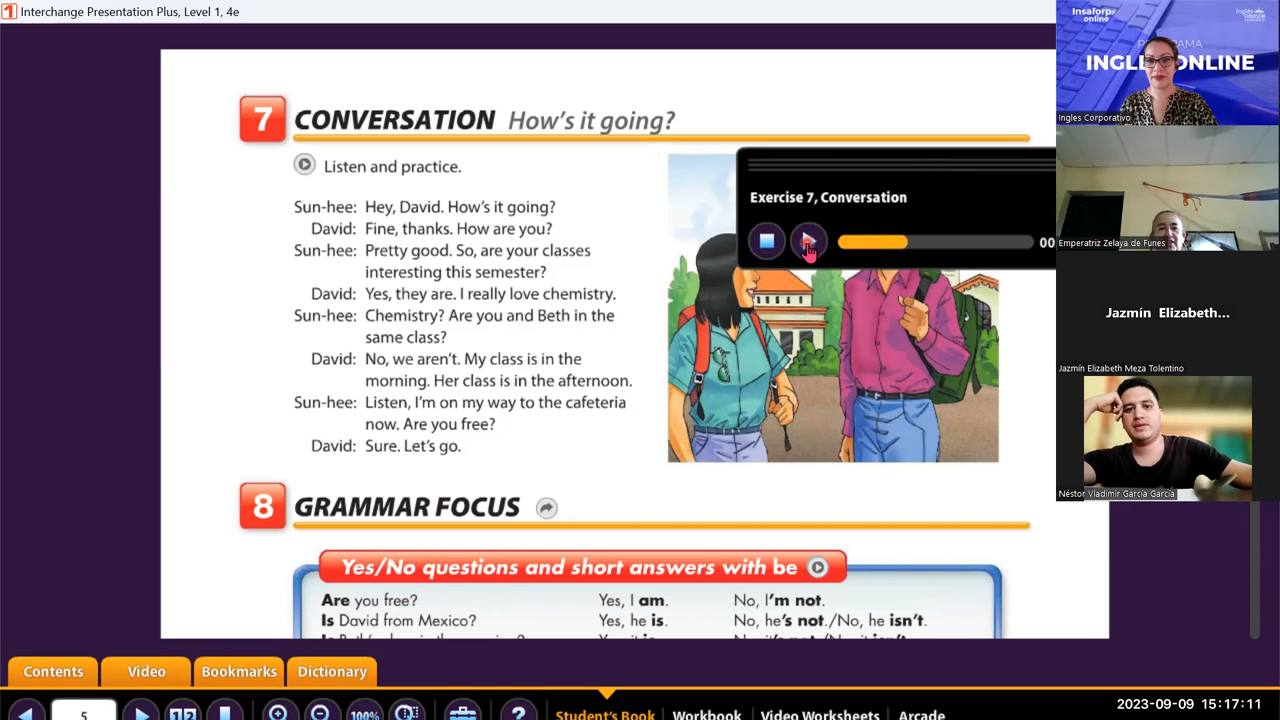 Interchange Presentation Plus, Level 1, 4e
7 CONVERSATION How's it going?
Listen and practice.
Sun-hee: Hey, David. How's it going?
David: Fine, thanks. How are you?
Sun-hee: Pretty good. So, are your classes
interesting this semester?
David: Yes, they are. I really love chemistry.
Sun-hee: Chemistry? Are you and Beth in the
same class?
David: No, we aren't. My class is in the
morning. Her class is in the afternoon.
Sun-hee: Listen, I'm on my way to the cafeteria
now. Are you free?
David: Sure. Let's go.
Exercise 7, Conversation
00
8 GRAMMAR FOCUS
Yes/No questions and short answers with be
Are you free? Yes, I am. No, I'm not.
Is David from Mexico? Yes, he is. No, he's not./No, he isn't.
Contents Video Bookmarks Dictionary
5 1 2 100% ? Student's Book Workbook Video Worksheets Arcade
Insaforp online
INGL ONLINE
Ingles Corporativo
Emperatriz Zelaya de Funes
Jazmín Elizabeth...
Jazmín Elizabeth Meza Tolentino
Néstor Vladimir García García
2023-09-09 15:17:11